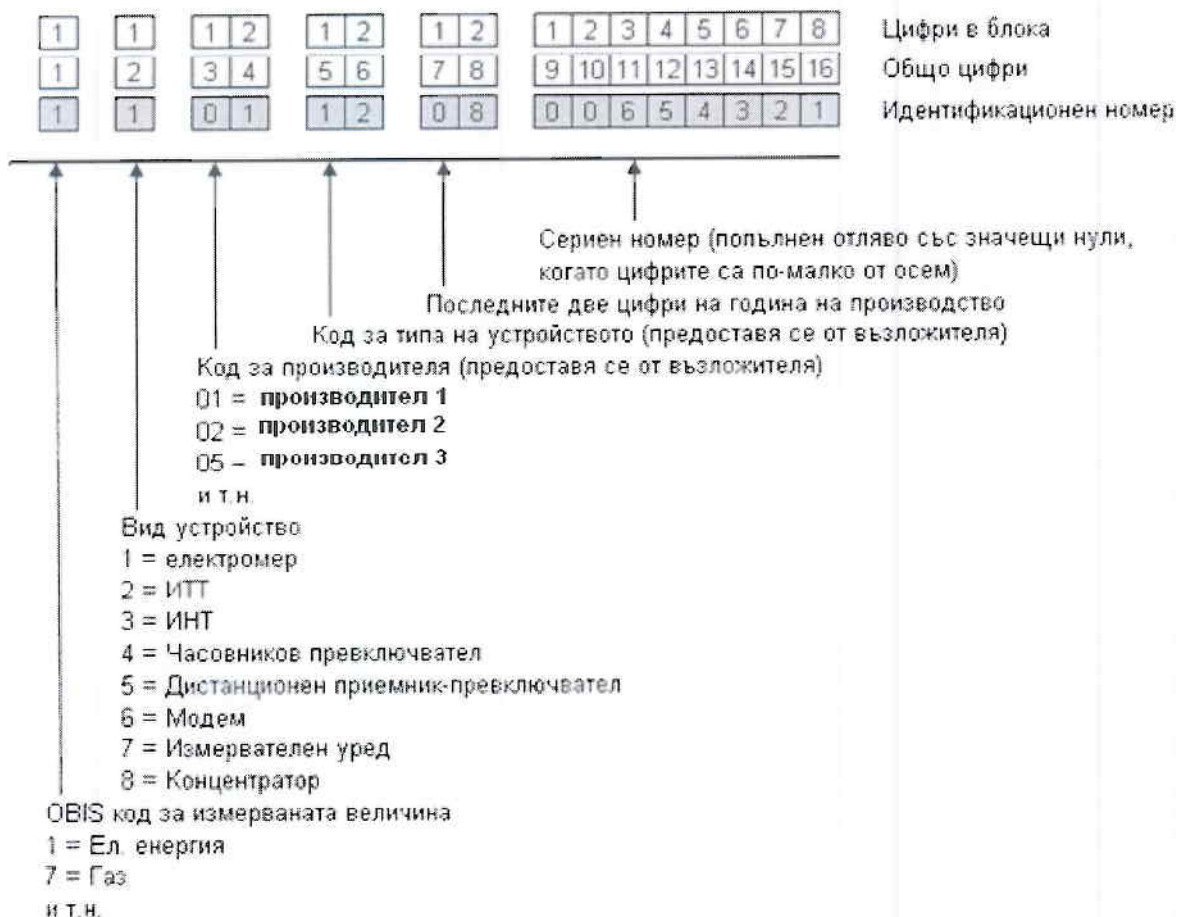 1 1 1 2 1 2 1 2 1 2 3 4 5 6 7 8 Цифри в блока
1 2 3 4 5 6 7 8 9 10 11 12 13 14 15 16 Общо цифри
1 1 0 1 1 2 0 8 0 0 6 5 4 3 2 1 Идентификационен номер
Сериен номер (попълнен отляво със значещи нули,
когато цифрите са по-малко от осем)
Последните две цифри на година на производство
Код за типа на устройството (предоставя се от възложителя)
Код за производителя (предоставя се от възложителя)
01 = производител 1
02 = производител 2
05 – производител 3
и т.н.
Вид устройство
1 = електромер
2 = ИТТ
3 = ИНТ
4 = Часовников превключвател
5 = Дистанционен приемник-превключвател
6 = Модем
7 = Измервателен уред
8 = Концентратор
OBIS код за измерваната величина
1 = Ел. енергия
7 = Газ
и т.н.